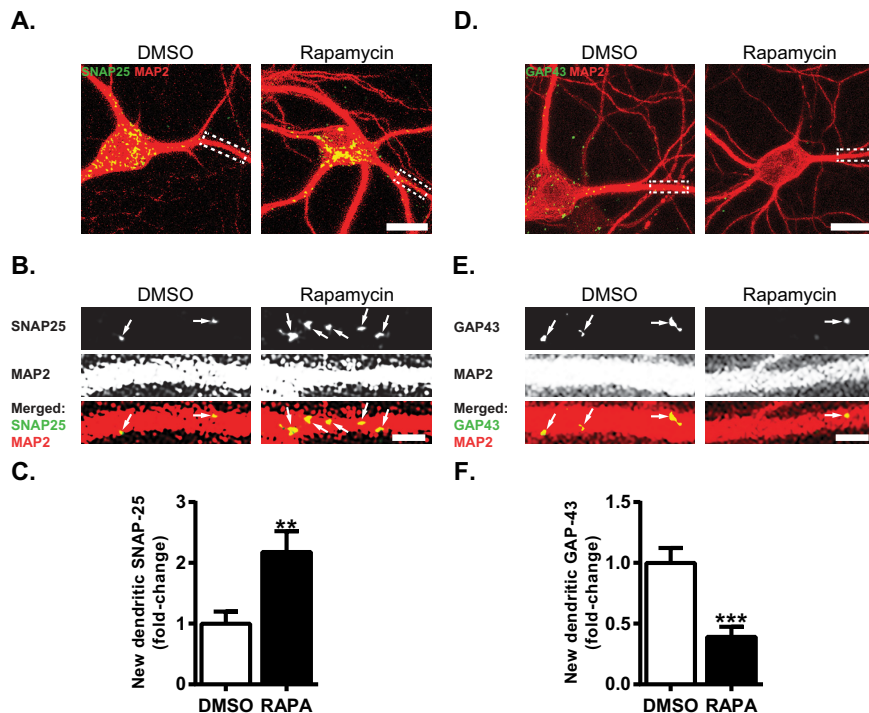 A.
DMSO
Rapamycin
SNAP25 MAP2
B.
DMSO
Rapamycin
SNAP25
MAP2
Merged:
SNAP25
MAP2
C.
New dendritic SNAP-25
(fold-change)
3
2
1
0
**
DMSO RAPA
D.
DMSO
Rapamycin
GAP43 MAP2
E.
DMSO
Rapamycin
GAP43
MAP2
Merged:
GAP43
MAP2
F.
New dendritic GAP-43
(fold-change)
1.5
1.0
0.5
0.0
***
DMSO RAPA